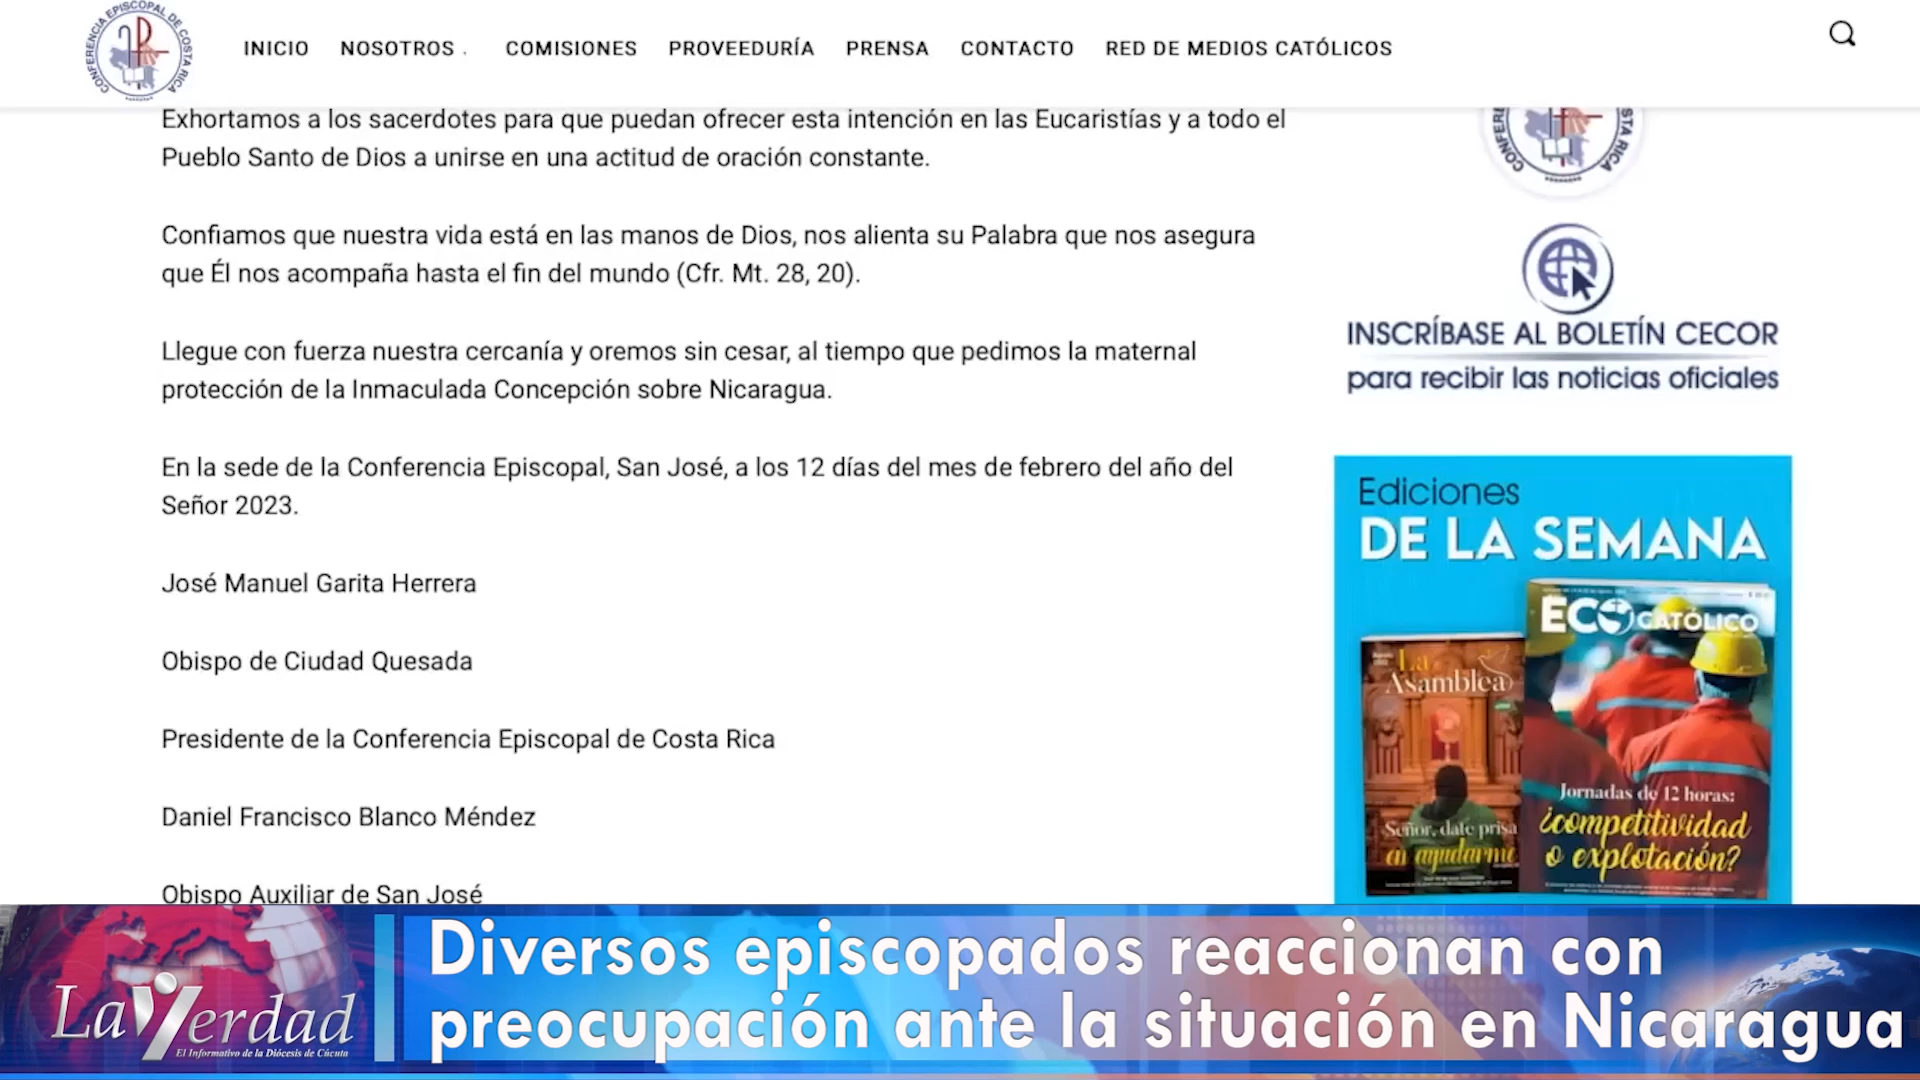 CONFERENCIA EPISCOPAL DE COSTA RICA
INICIO NOSOTROS COMISIONES PROVEEDURÍA PRENSA CONTACTO RED DE MEDIOS CATÓLICOS
Exhortamos a los sacerdotes para que puedan ofrecer esta intención en las Eucaristías y a todo el
Pueblo Santo de Dios a unirse en una actitud de oración constante.
Confiamos que nuestra vida está en las manos de Dios, nos alienta su Palabra que nos asegura
que Él nos acompaña hasta el fin del mundo (Cfr. Mt. 28, 20).
Llegue con fuerza nuestra cercanía y oremos sin cesar, al tiempo que pedimos la maternal
protección de la Inmaculada Concepción sobre Nicaragua.
En la sede de la Conferencia Episcopal, San José, a los 12 días del mes de febrero del año del
Señor 2023.
José Manuel Garita Herrera
Obispo de Ciudad Quesada
Presidente de la Conferencia Episcopal de Costa Rica
Daniel Francisco Blanco Méndez
Obispo Auxiliar de San José
INSCRÍBASE AL BOLETÍN CECOR
para recibir las noticias oficiales
Ediciones
DE LA SEMANA
La
Asamblea
Señor, date prisa
en ayudarme
ECO CATÓLICO
Jornadas de 12 horas:
¿competitividad
o explotación?
La Verdad
El Informativo de la Diócesis de Cúcuta
Diversos episcopados reaccionan con
preocupación ante la situación en Nicaragua